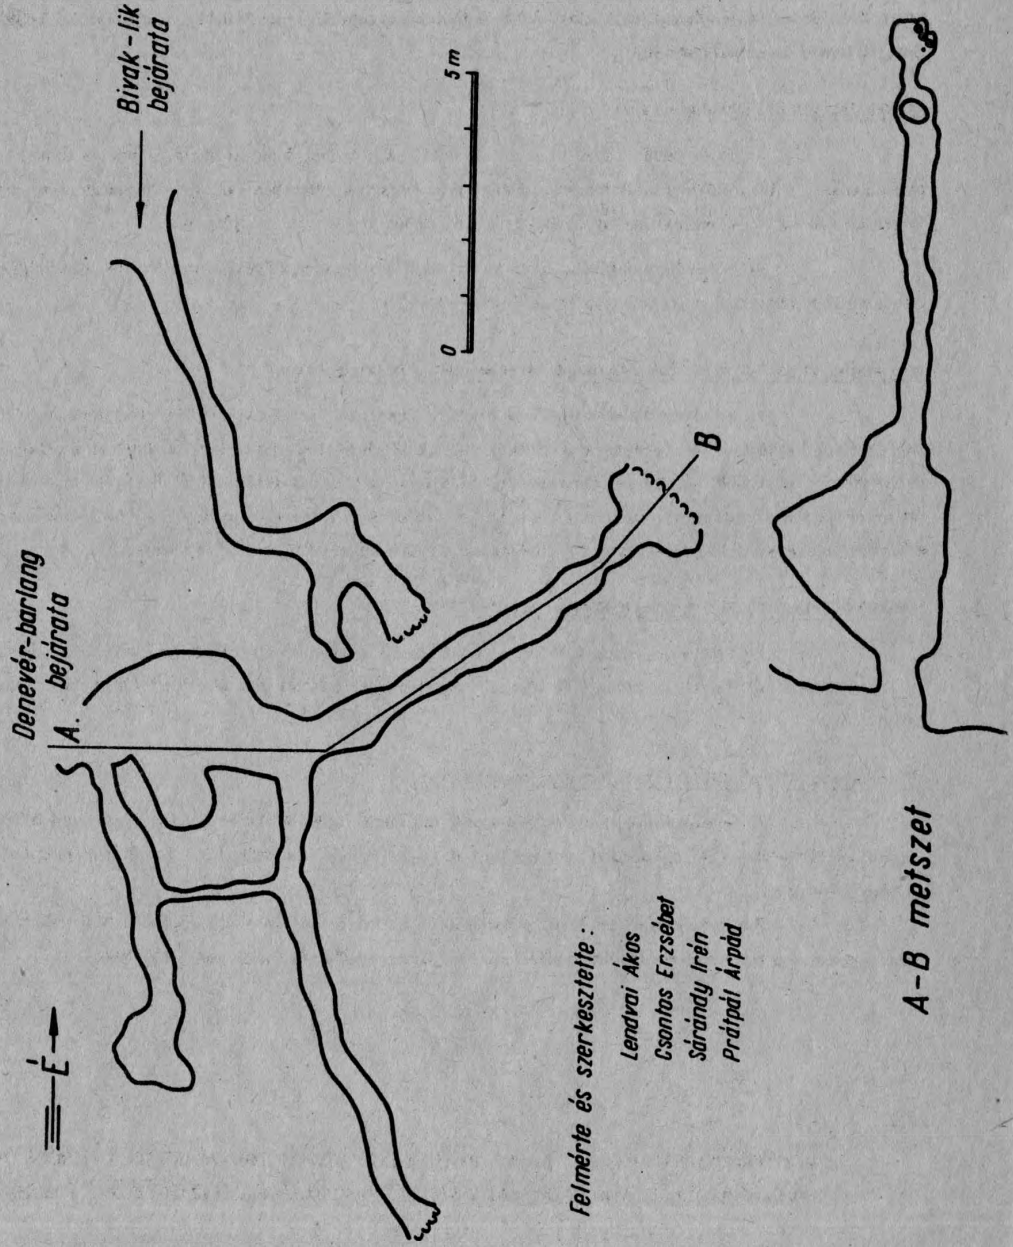 Denevér-barlang
bejárata
A.
Bivak-lik
bejárata
É
0
5 m
B
Felmérte és szerkesztette:
Lendvai Ákos
Csontos Erzsébet
Sárándy Irén
Prátpál Árpád
A-B metszet